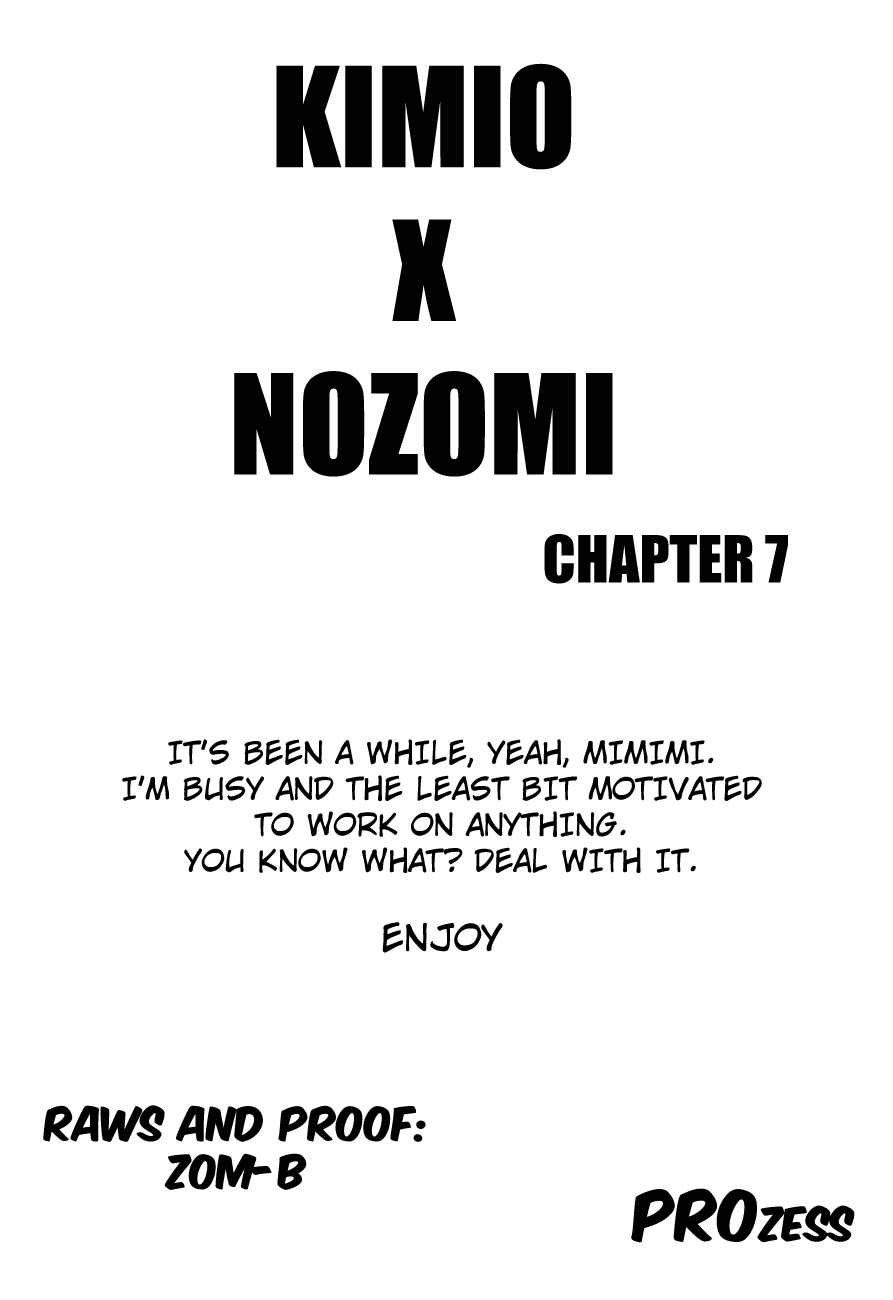 KIMIO
X
NOZOMI
CHAPTER 7
IT'S BEEN A WHILE, YEAH, MIMIMI.
I'M BUSY AND THE LEAST BIT MOTIVATED
TO WORK ON ANYTHING.
YOU KNOW WHAT? DEAL WITH IT.
ENJOY
RAWS AND PROOF:
ZOM-B
PROZESS